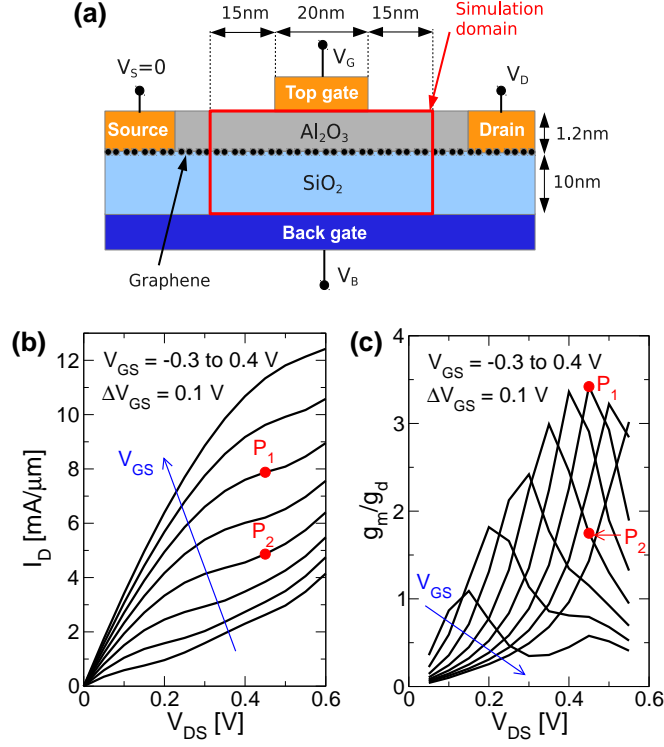 (a)
15nm 20nm 15nm
Simulation
domain
V_S=0
V_G
V_D
Top gate
Source
Al₂O₃
Drain
1.2nm
SiO₂
10nm
Back gate
Graphene
V_B
(b)
V_GS = -0.3 to 0.4 V
ΔV_GS = 0.1 V
V_GS
P₁
P₂
I_D [mA/μm]
12
10
8
6
4
2
0
0 0.2 0.4 0.6
V_DS [V]
(c)
V_GS = -0.3 to 0.4 V
ΔV_GS = 0.1 V
P₁
P₂
V_GS
g_m/g_d
4
3
2
1
0
0 0.2 0.4 0.6
V_DS [V]